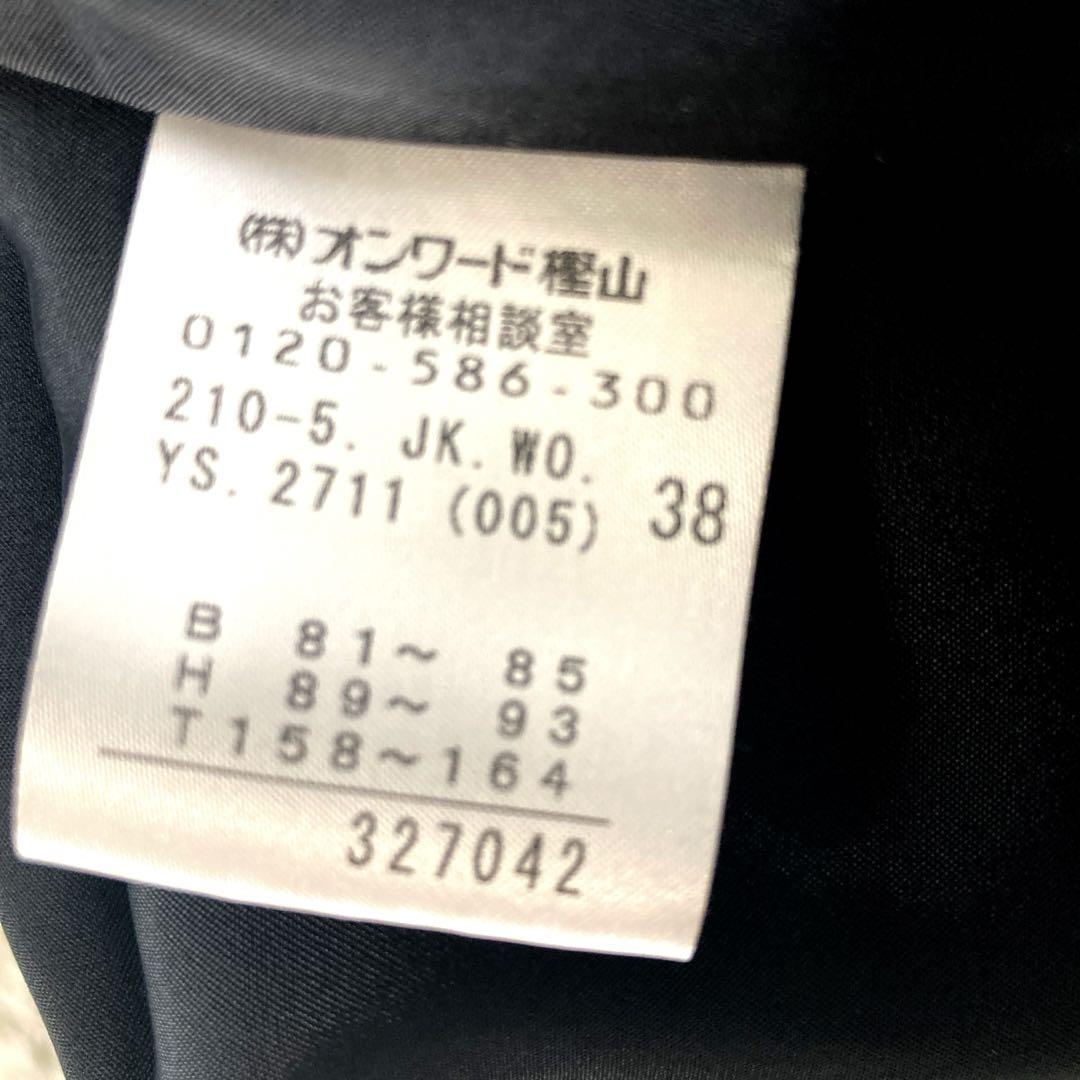 (株)オンワード樫山
お客様相談室
0120-586-300
210-5. JK. WO.
YS. 2711 (005) 38
B 81~ 85
H 89~ 93
T158~164
327042